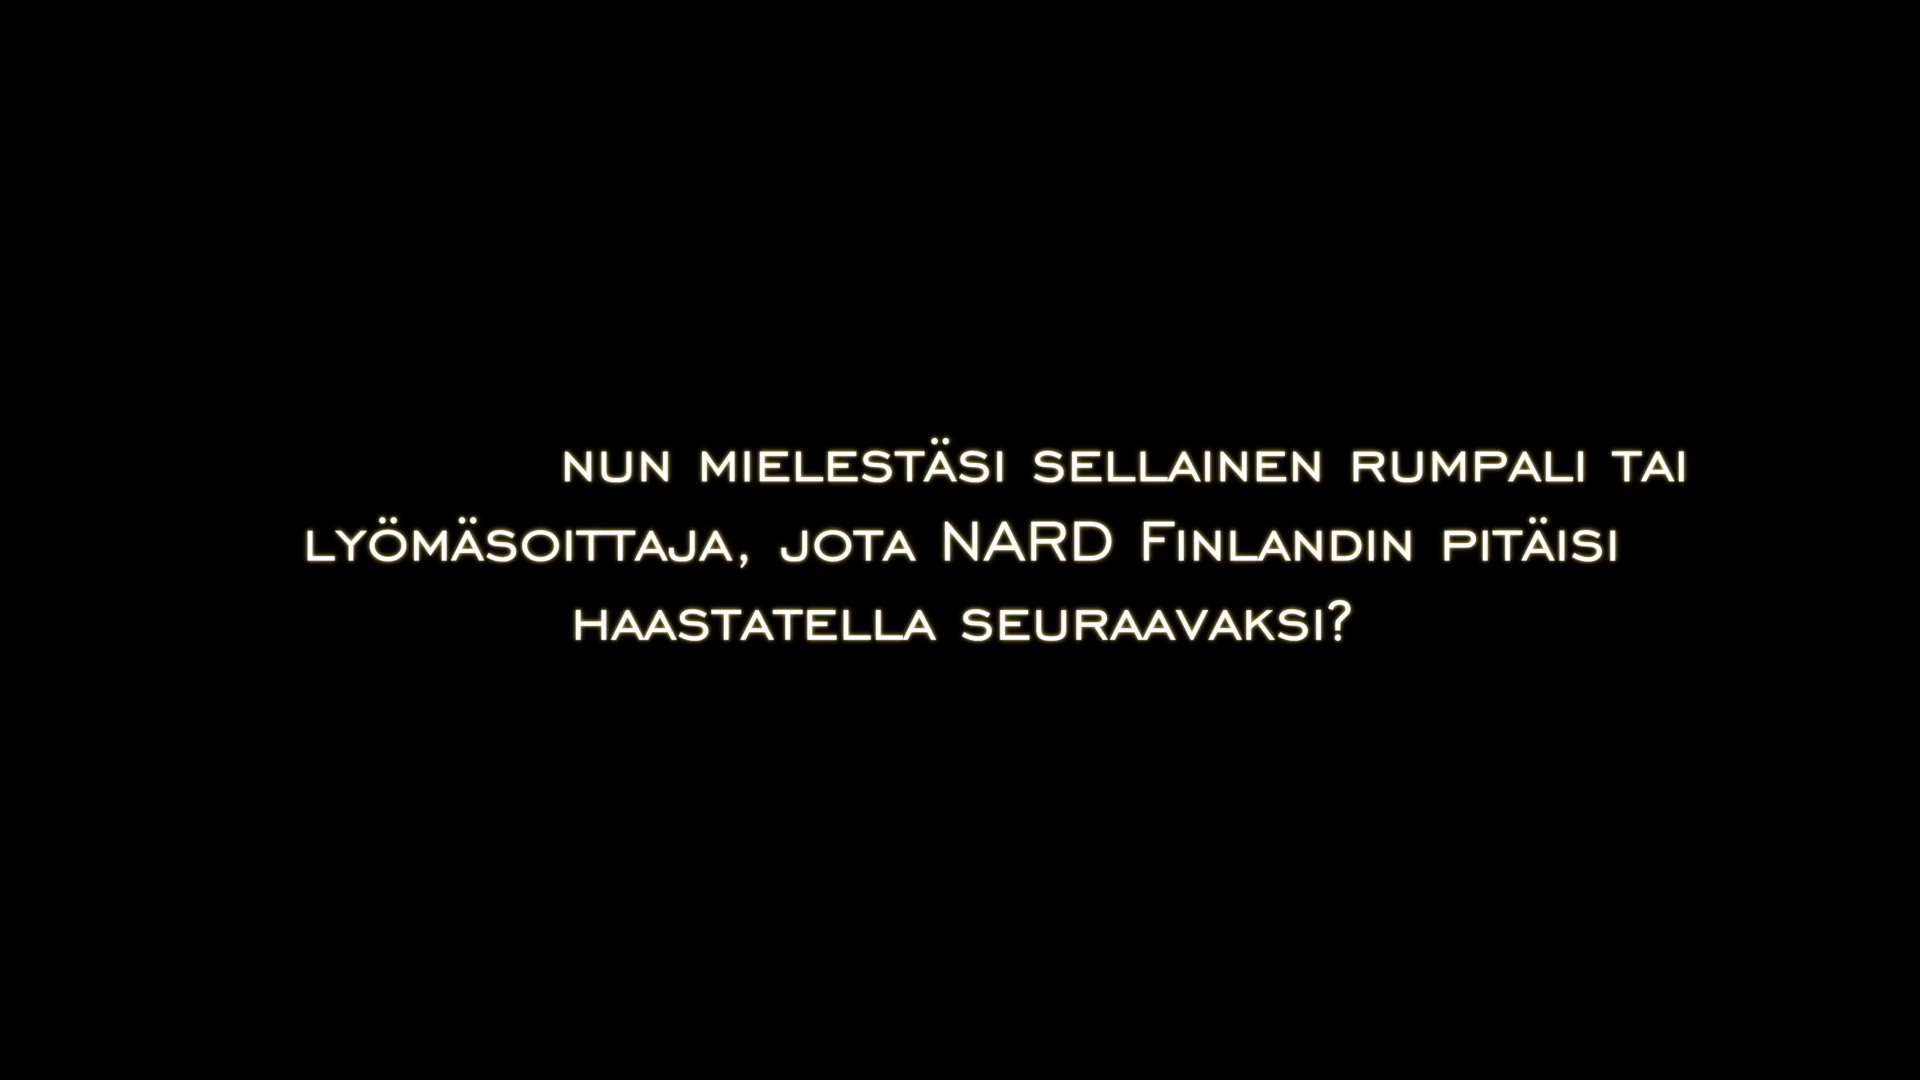 nun mielestäsi sellainen rumpali tai
lyömäsoittaja, jota NARD Finlandin pitäisi
haastatella seuraavaksi?